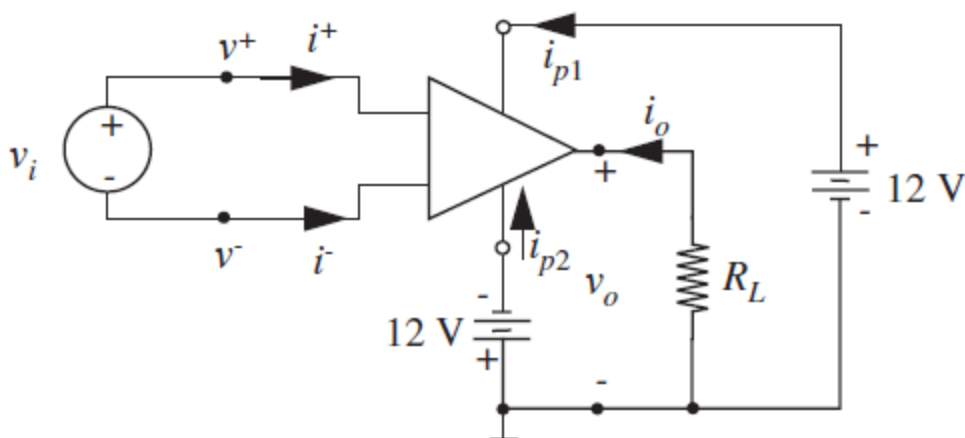 v+ i+
ip1
io
+
vi
-
+
+
12 V
-
v- i-
ip2
-
vo
RL
12 V
+
-